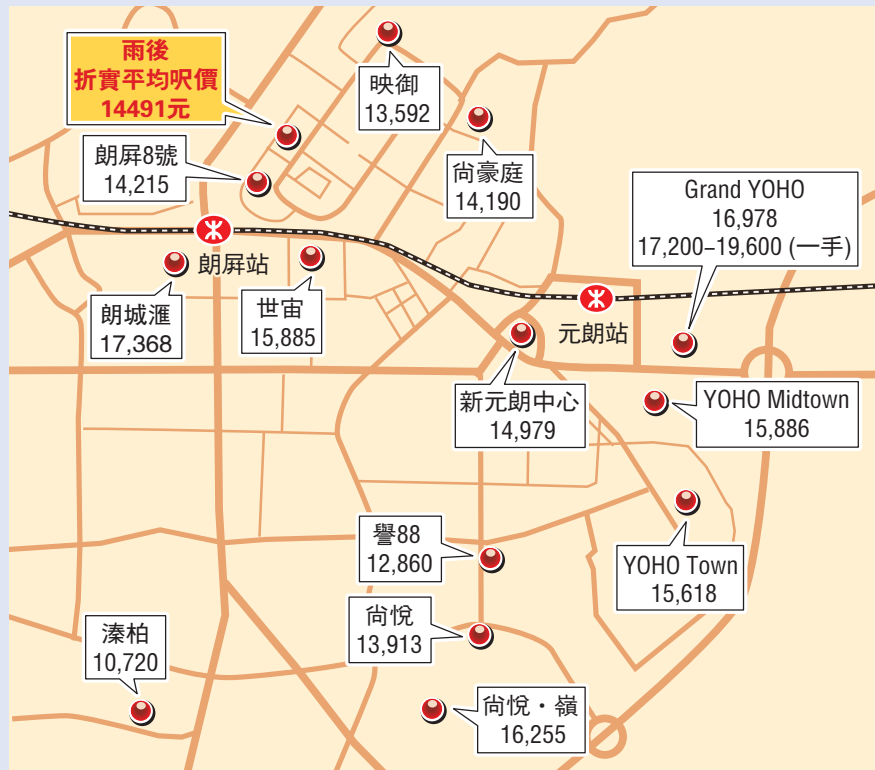 雨後
折實平均呎價
14491元
映御
13,592
朗屏8號
14,215
尚豪庭
14,190
Grand YOHO
16,978
17,200–19,600 (一手)
朗屏站
朗城滙
17,368
世宙
15,885
元朗站
新元朗中心
14,979
YOHO Midtown
15,886
譽88
12,860
YOHO Town
15,618
尚悅
13,913
溱柏
10,720
尚悅・嶺
16,255